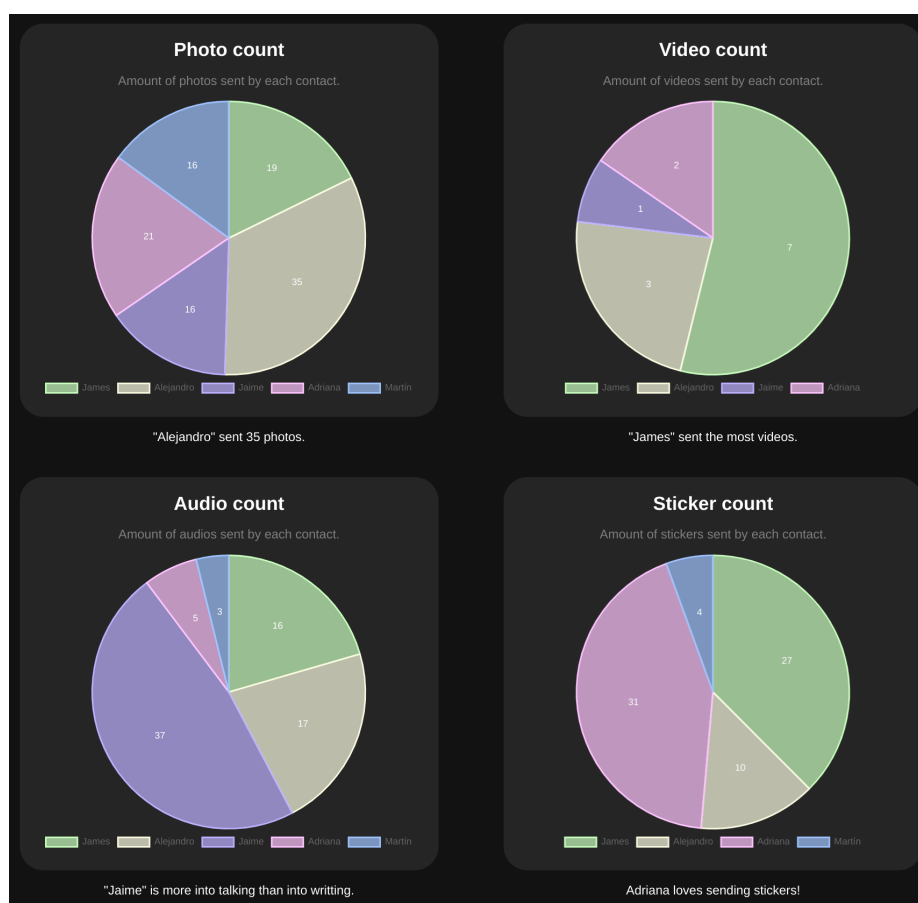 Photo count
Amount of photos sent by each contact.
16
19
21
35
16
James Alejandro Jaime Adriana Martín
"Alejandro" sent 35 photos.
Video count
Amount of videos sent by each contact.
2
1
7
3
James Alejandro Jaime Adriana
"James" sent the most videos.
Audio count
Amount of audios sent by each contact.
3
5
16
17
37
James Alejandro Jaime Adriana Martín
"Jaime" is more into talking than into writting.
Sticker count
Amount of stickers sent by each contact.
4
27
31
10
James Alejandro Adriana Martín
Adriana loves sending stickers!